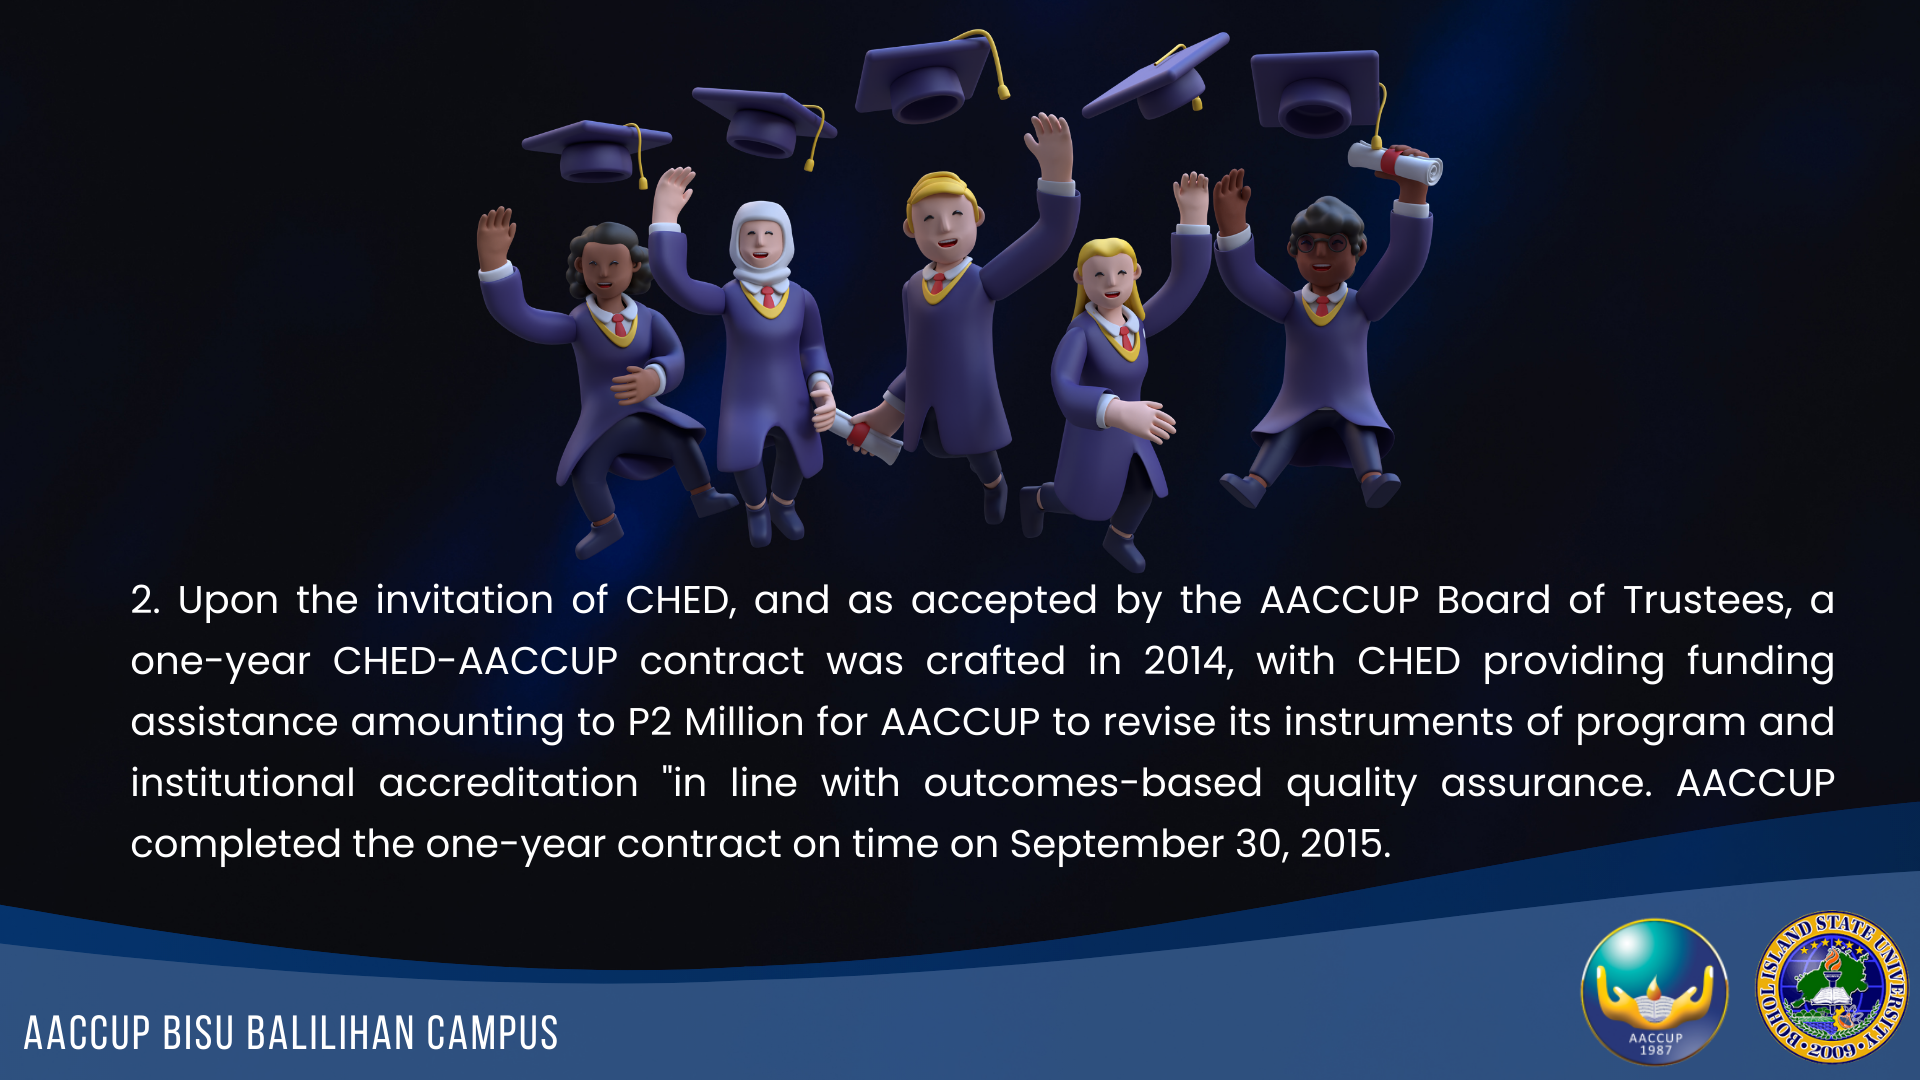 2. Upon the invitation of CHED, and as accepted by the AACCUP Board of Trustees, a
one-year CHED-AACCUP contract was crafted in 2014, with CHED providing funding
assistance amounting to P2 Million for AACCUP to revise its instruments of program and
institutional accreditation "in line with outcomes-based quality assurance. AACCUP
completed the one-year contract on time on September 30, 2015.
AACCUP BISU BALILIHAN CAMPUS
AACCUP
1987
BOHOL ISLAND STATE UNIVERSITY
2009